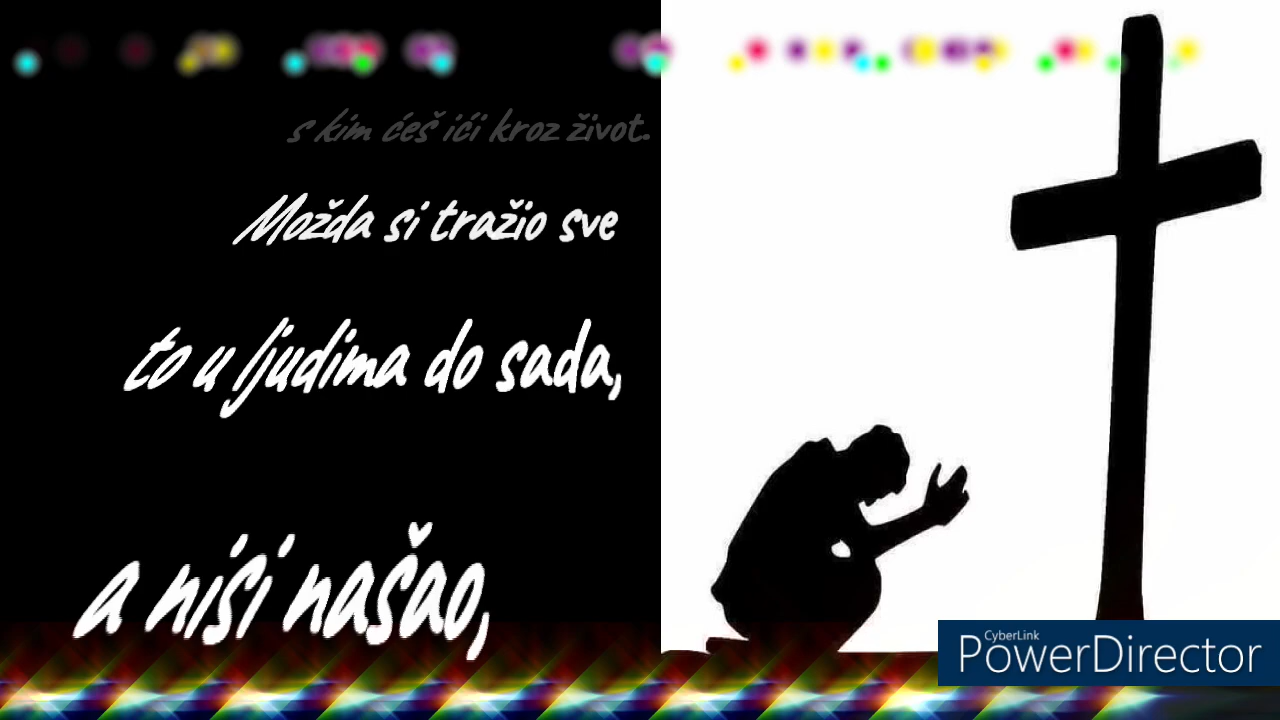 s kim ćeš ići kroz život.
Možda si tražio sve
to u ljudima do sada,
a nisi našao,
CyberLink
PowerDirector